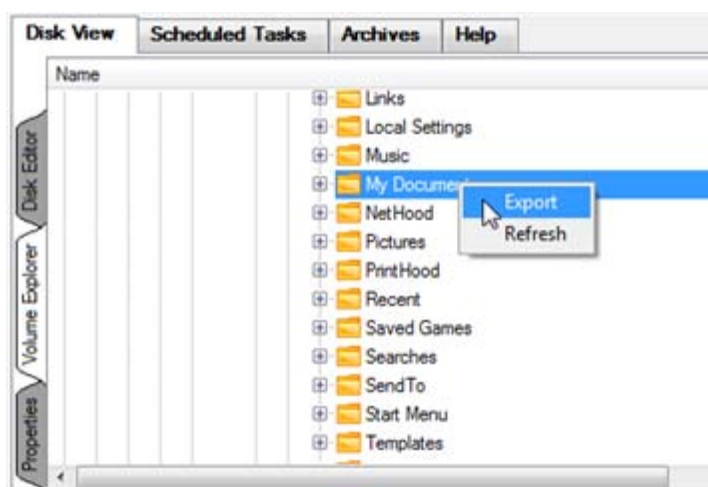 Disk View Scheduled Tasks Archives Help
Name
Disk Editor
Volume Explorer
Properties
Links
Local Settings
Music
My Documen
Export
Refresh
NetHood
Pictures
PrintHood
Recent
Saved Games
Searches
SendTo
Start Menu
Templates